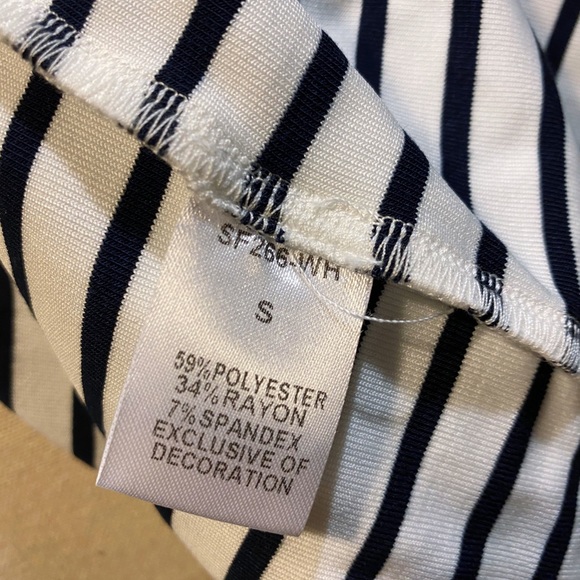 SF266-WH
S
59% POLYESTER
34% RAYON
7% SPANDEX
EXCLUSIVE OF
DECORATION